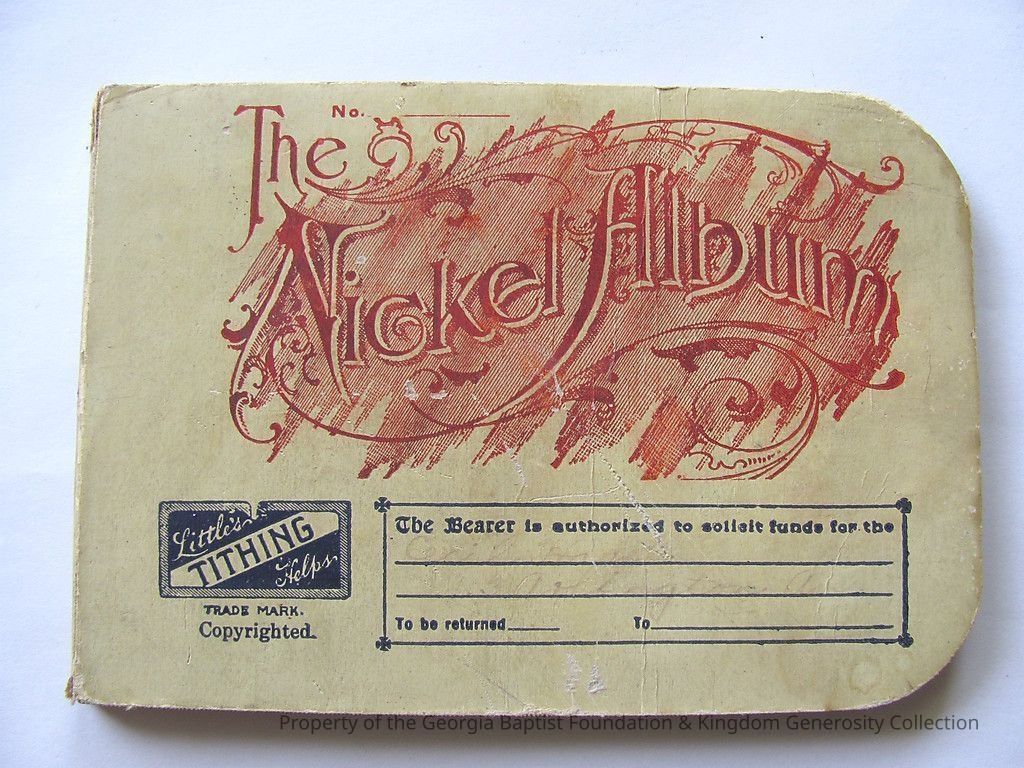 No.
The
Nickel Album
Little's
TITHING
Helps
TRADE MARK.
Copyrighted.
The Bearer is authorized to solicit funds for the
To be returned To
Property of the Georgia Baptist Foundation & Kingdom Generosity Collection